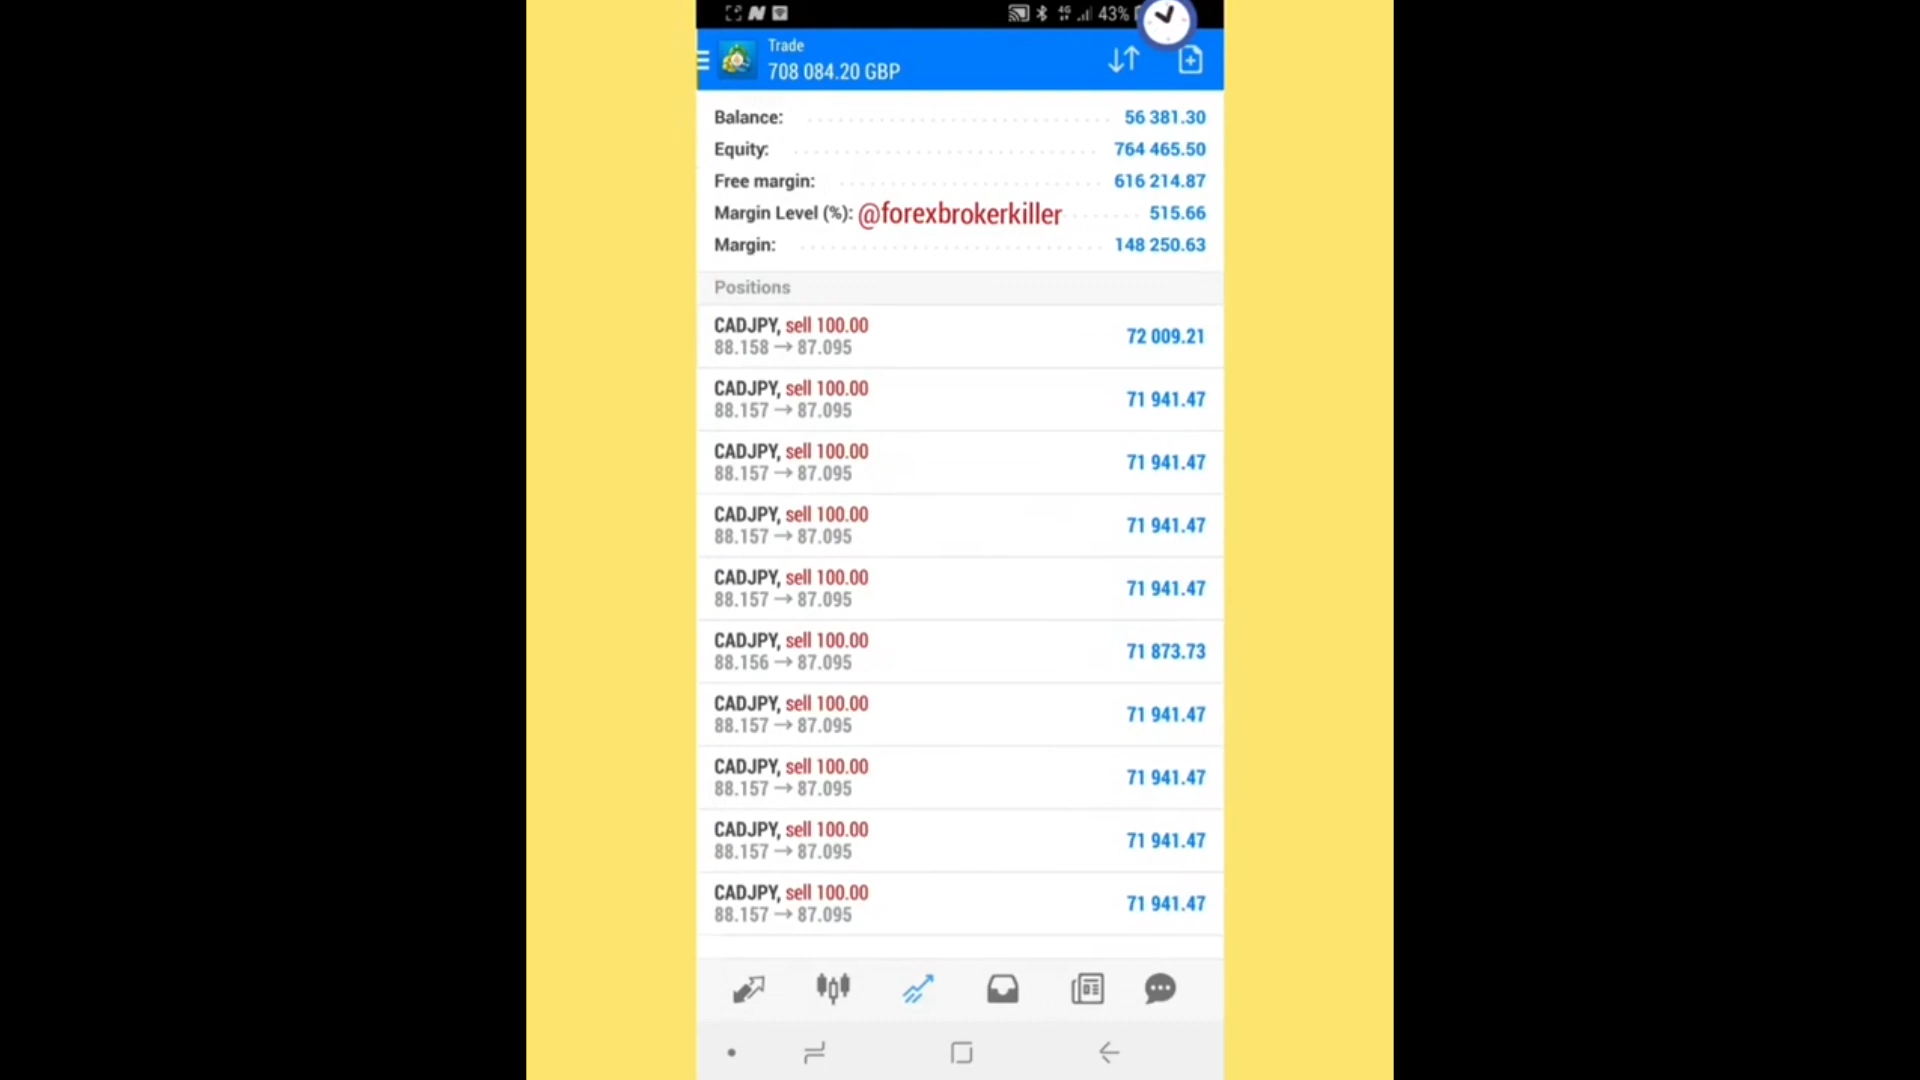 4G 43%
Trade
708 084.20 GBP
Balance: 56 381.30
Equity: 764 465.50
Free margin: 616 214.87
Margin Level (%): @forexbrokerkiller 515.66
Margin: 148 250.63
Positions
CADJPY, sell 100.00
88.158 → 87.095 72 009.21
CADJPY, sell 100.00
88.157 → 87.095 71 941.47
CADJPY, sell 100.00
88.157 → 87.095 71 941.47
CADJPY, sell 100.00
88.157 → 87.095 71 941.47
CADJPY, sell 100.00
88.157 → 87.095 71 941.47
CADJPY, sell 100.00
88.156 → 87.095 71 873.73
CADJPY, sell 100.00
88.157 → 87.095 71 941.47
CADJPY, sell 100.00
88.157 → 87.095 71 941.47
CADJPY, sell 100.00
88.157 → 87.095 71 941.47
CADJPY, sell 100.00
88.157 → 87.095 71 941.47